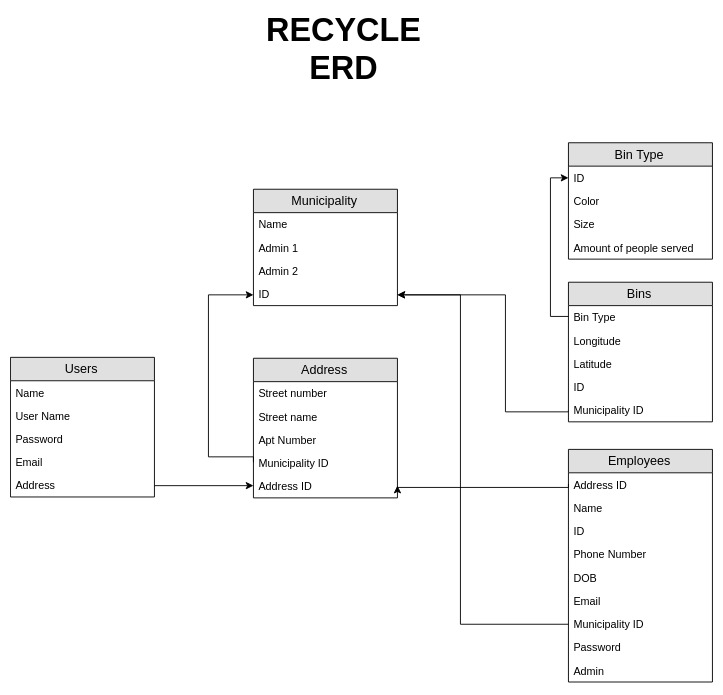 RECYCLE
ERD
Municipality
Name
Admin 1
Admin 2
ID
Users
Name
User Name
Password
Email
Address
Address
Street number
Street name
Apt Number
Municipality ID
Address ID
Bin Type
ID
Color
Size
Amount of people served
Bins
Bin Type
Longitude
Latitude
ID
Municipality ID
Employees
Address ID
Name
ID
Phone Number
DOB
Email
Municipality ID
Password
Admin